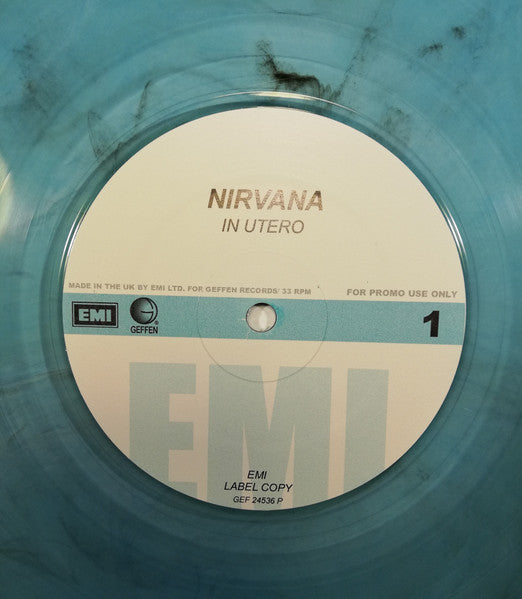 NIRVANA
IN UTERO
MADE IN THE UK BY EMI LTD. FOR GEFFEN RECORDS/ 33 RPM
FOR PROMO USE ONLY
EMI
G
GEFFEN
1
EMI
EMI
LABEL COPY
GEF 24536 P